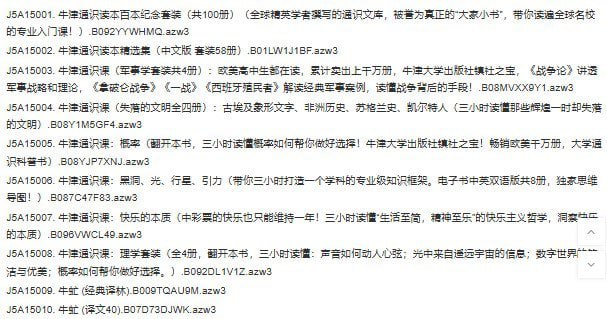 J5A15001. 牛津通识读本百本纪念套装（共100册）（全球精英学者撰写的通识文库，被誉为真正的“大家小书”，带你读遍全球名校
的专业入门课！）.B092YYWHMQ.azw3
J5A15002. 牛津通识读本精选集（中文版 套装58册）.B01LW1J1BF.azw3
J5A15003. 牛津通识课（军事学套装共4册）：欧美高中生都在读，累计卖出上千万册，牛津大学出版社镇社之宝，《战争论》讲透
军事战略和理论，《拿破仑战争》《一战》《西班牙殖民者》解读经典军事案例，读懂战争背后的手段！.B08MVXX9Y1.azw3
J5A15004. 牛津通识课（失落的文明全四册）：古埃及象形文字、非洲历史、苏格兰史、凯尔特人（三小时读懂那些辉煌一时却失落
的文明）.B08Y1M5GF4.azw3
J5A15005. 牛津通识课：概率（翻开本书，三小时读懂概率如何帮你做好选择！牛津大学出版社镇社之宝！畅销欧美千万册，大学通
识科普书）.B08YJP7XNJ.azw3
J5A15006. 牛津通识课：黑洞、光、行星、引力（带你三小时打造一个学科的专业级知识框架。电子书中英双语版共8册，独家思维
导图！）.B087C47F83.azw3
J5A15007. 牛津通识课：快乐的本质（中彩票的快乐也只能维持一年！三小时读懂“生活至简，精神至乐”的快乐主义哲学，洞察快乐
的本质）.B096VWCL49.azw3
J5A15008. 牛津通识课：理学套装（全4册，翻开本书，三小时读懂：声音如何动人心弦；光中来自遥远宇宙的信息；数字世界的简
洁与优美；概率如何帮你做好选择。）.B092DL1V1Z.azw3
J5A15009. 牛虻 (经典译林).B009TQAU9M.azw3
J5A15010. 牛虻 (译文40).B07D73DJWK.azw3